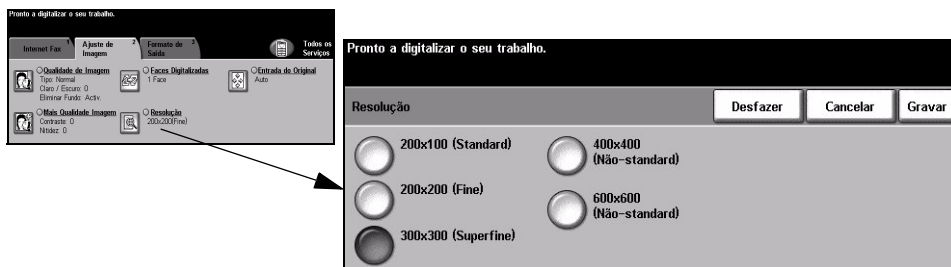 Pronto a digitalizar o seu trabalho.
Internet Fax 1
Ajuste de Imagem 2
Formato de Saída 3
Todos os Serviços
Qualidade de Imagem
Tipo: Normal
Claro / Escuro: 0
Eliminar Fundo: Activ.
Faces Digitalizadas
1 Face
Entrada do Original
Auto
Mais Qualidade Imagem
Contraste: 0
Nitidez: 0
Resolução
200x200(Fine)
Pronto a digitalizar o seu trabalho.
Resolução
Desfazer
Cancelar
Gravar
200x100 (Standard)
200x200 (Fine)
300x300 (Superfine)
400x400
(Não-standard)
600x600
(Não-standard)